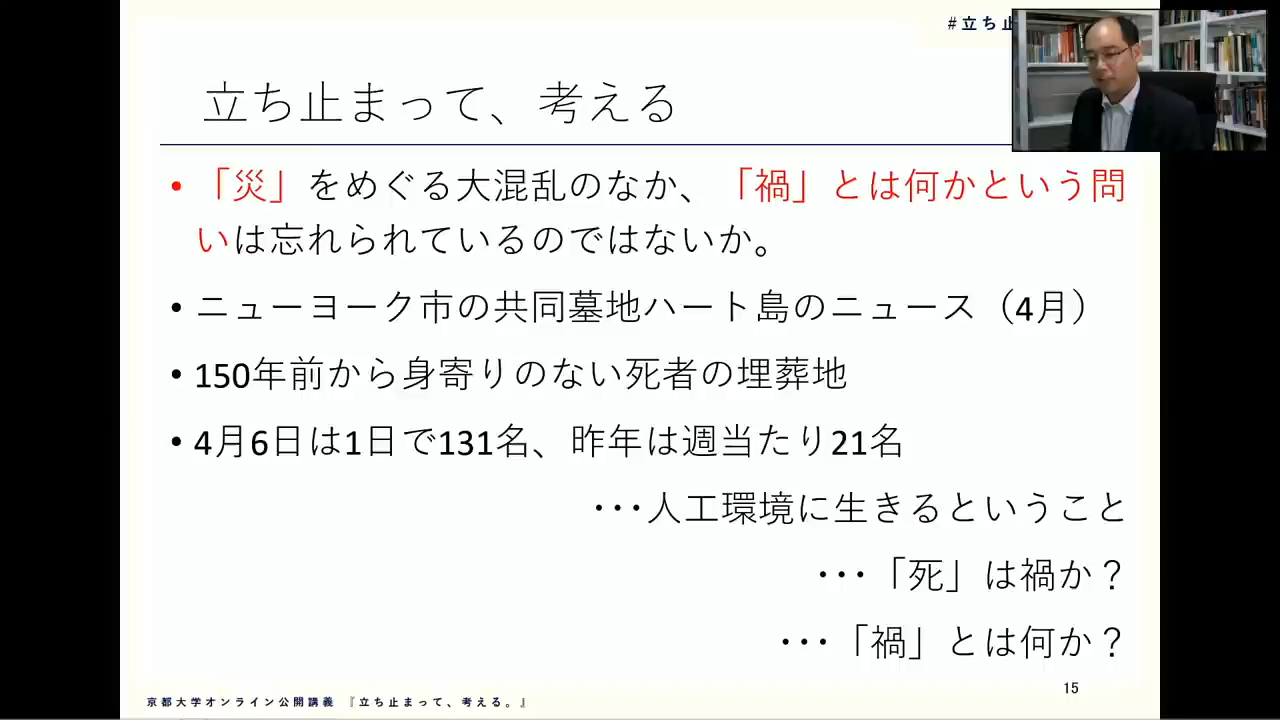 #立ち止
立ち止まって、考える
• 「災」をめぐる大混乱のなか、「禍」とは何かという問
いは忘れられているのではないか。
• ニューヨーク市の共同墓地ハート島のニュース（4月）
• 150年前から身寄りのない死者の埋葬地
• 4月6日は1日で131名、昨年は週当たり21名
･･･人工環境に生きるということ
･･･「死」は禍か？
･･･「禍」とは何か？
15
京都大学オンライン公開講義 『立ち止まって、考える。』